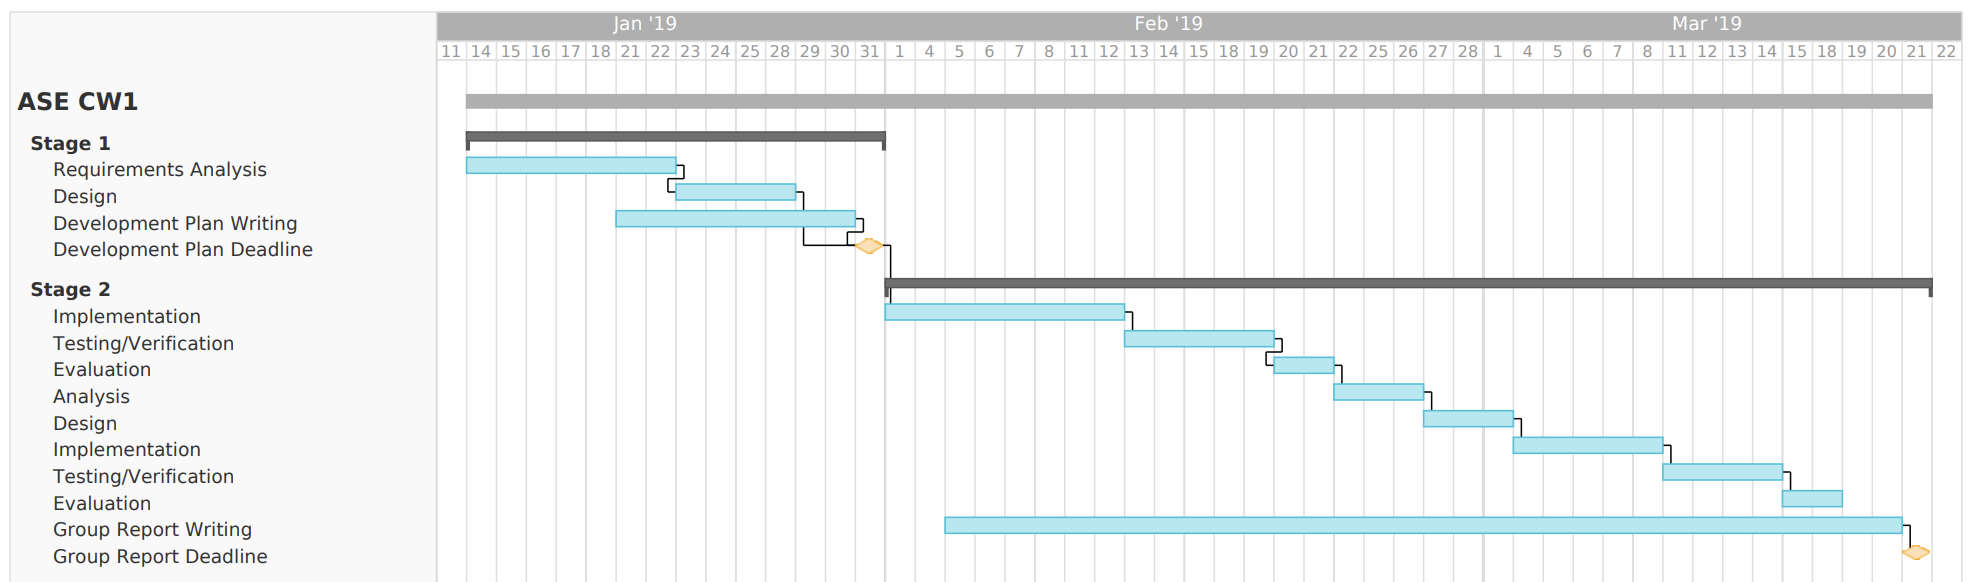 Jan '19 Feb '19 Mar '19
11 14 15 16 17 18 21 22 23 24 25 28 29 30 31 1 4 5 6 7 8 11 12 13 14 15 18 19 20 21 22 25 26 27 28 1 4 5 6 7 8 11 12 13 14 15 18 19 20 21 22
ASE CW1
Stage 1
Requirements Analysis
Design
Development Plan Writing
Development Plan Deadline
Stage 2
Implementation
Testing/Verification
Evaluation
Analysis
Design
Implementation
Testing/Verification
Evaluation
Group Report Writing
Group Report Deadline